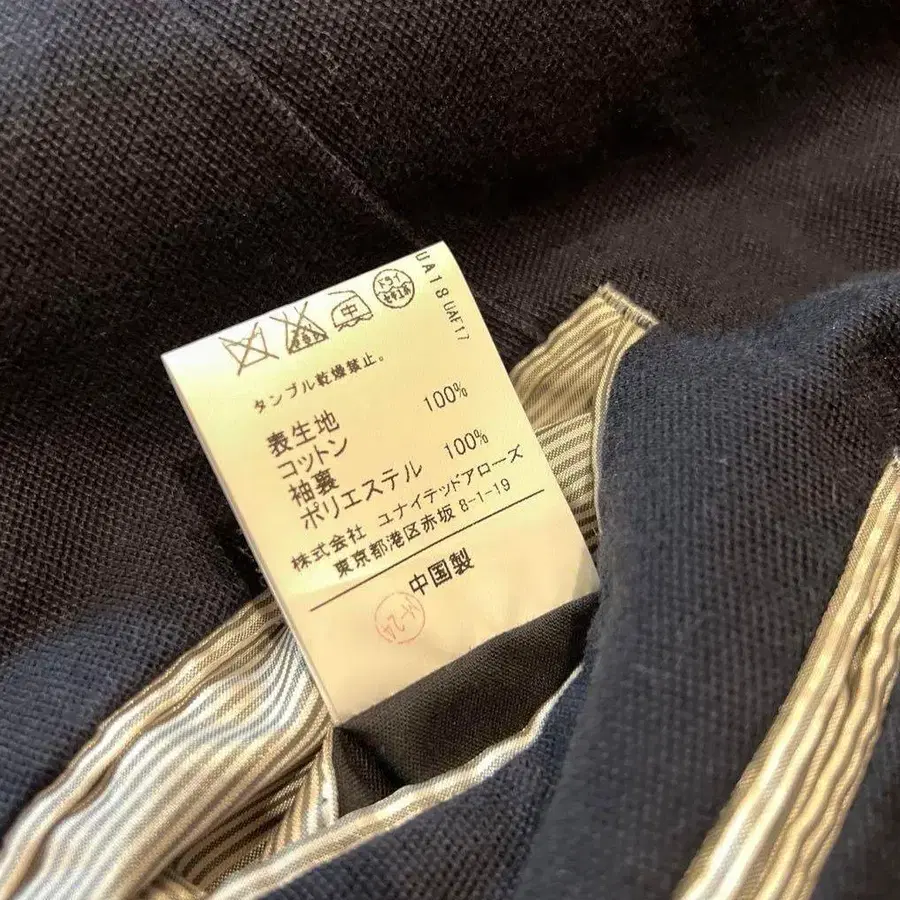 UA18 UAF17
ドライ
セキユ系
中
タンブル乾燥禁止。
表生地
コットン 100%
袖裏
ポリエステル 100%
株式会社 ユナイテッドアローズ
東京都港区赤坂 8-1-19
中国製